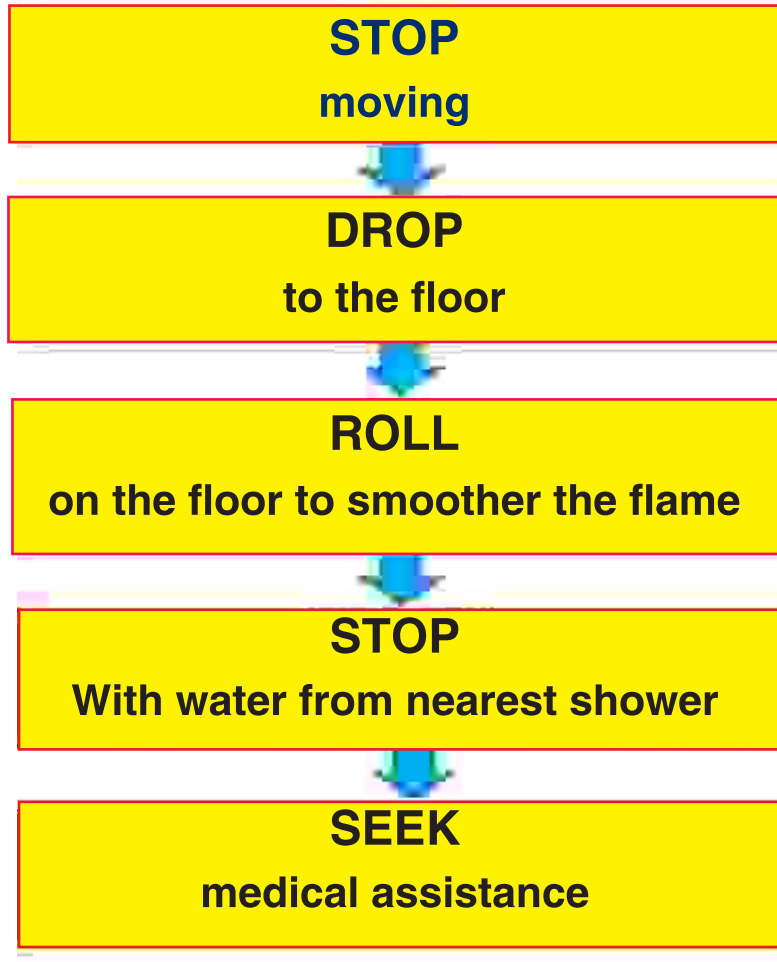 STOP
moving
DROP
to the floor
ROLL
on the floor to smoother the flame
STOP
With water from nearest shower
SEEK
medical assistance